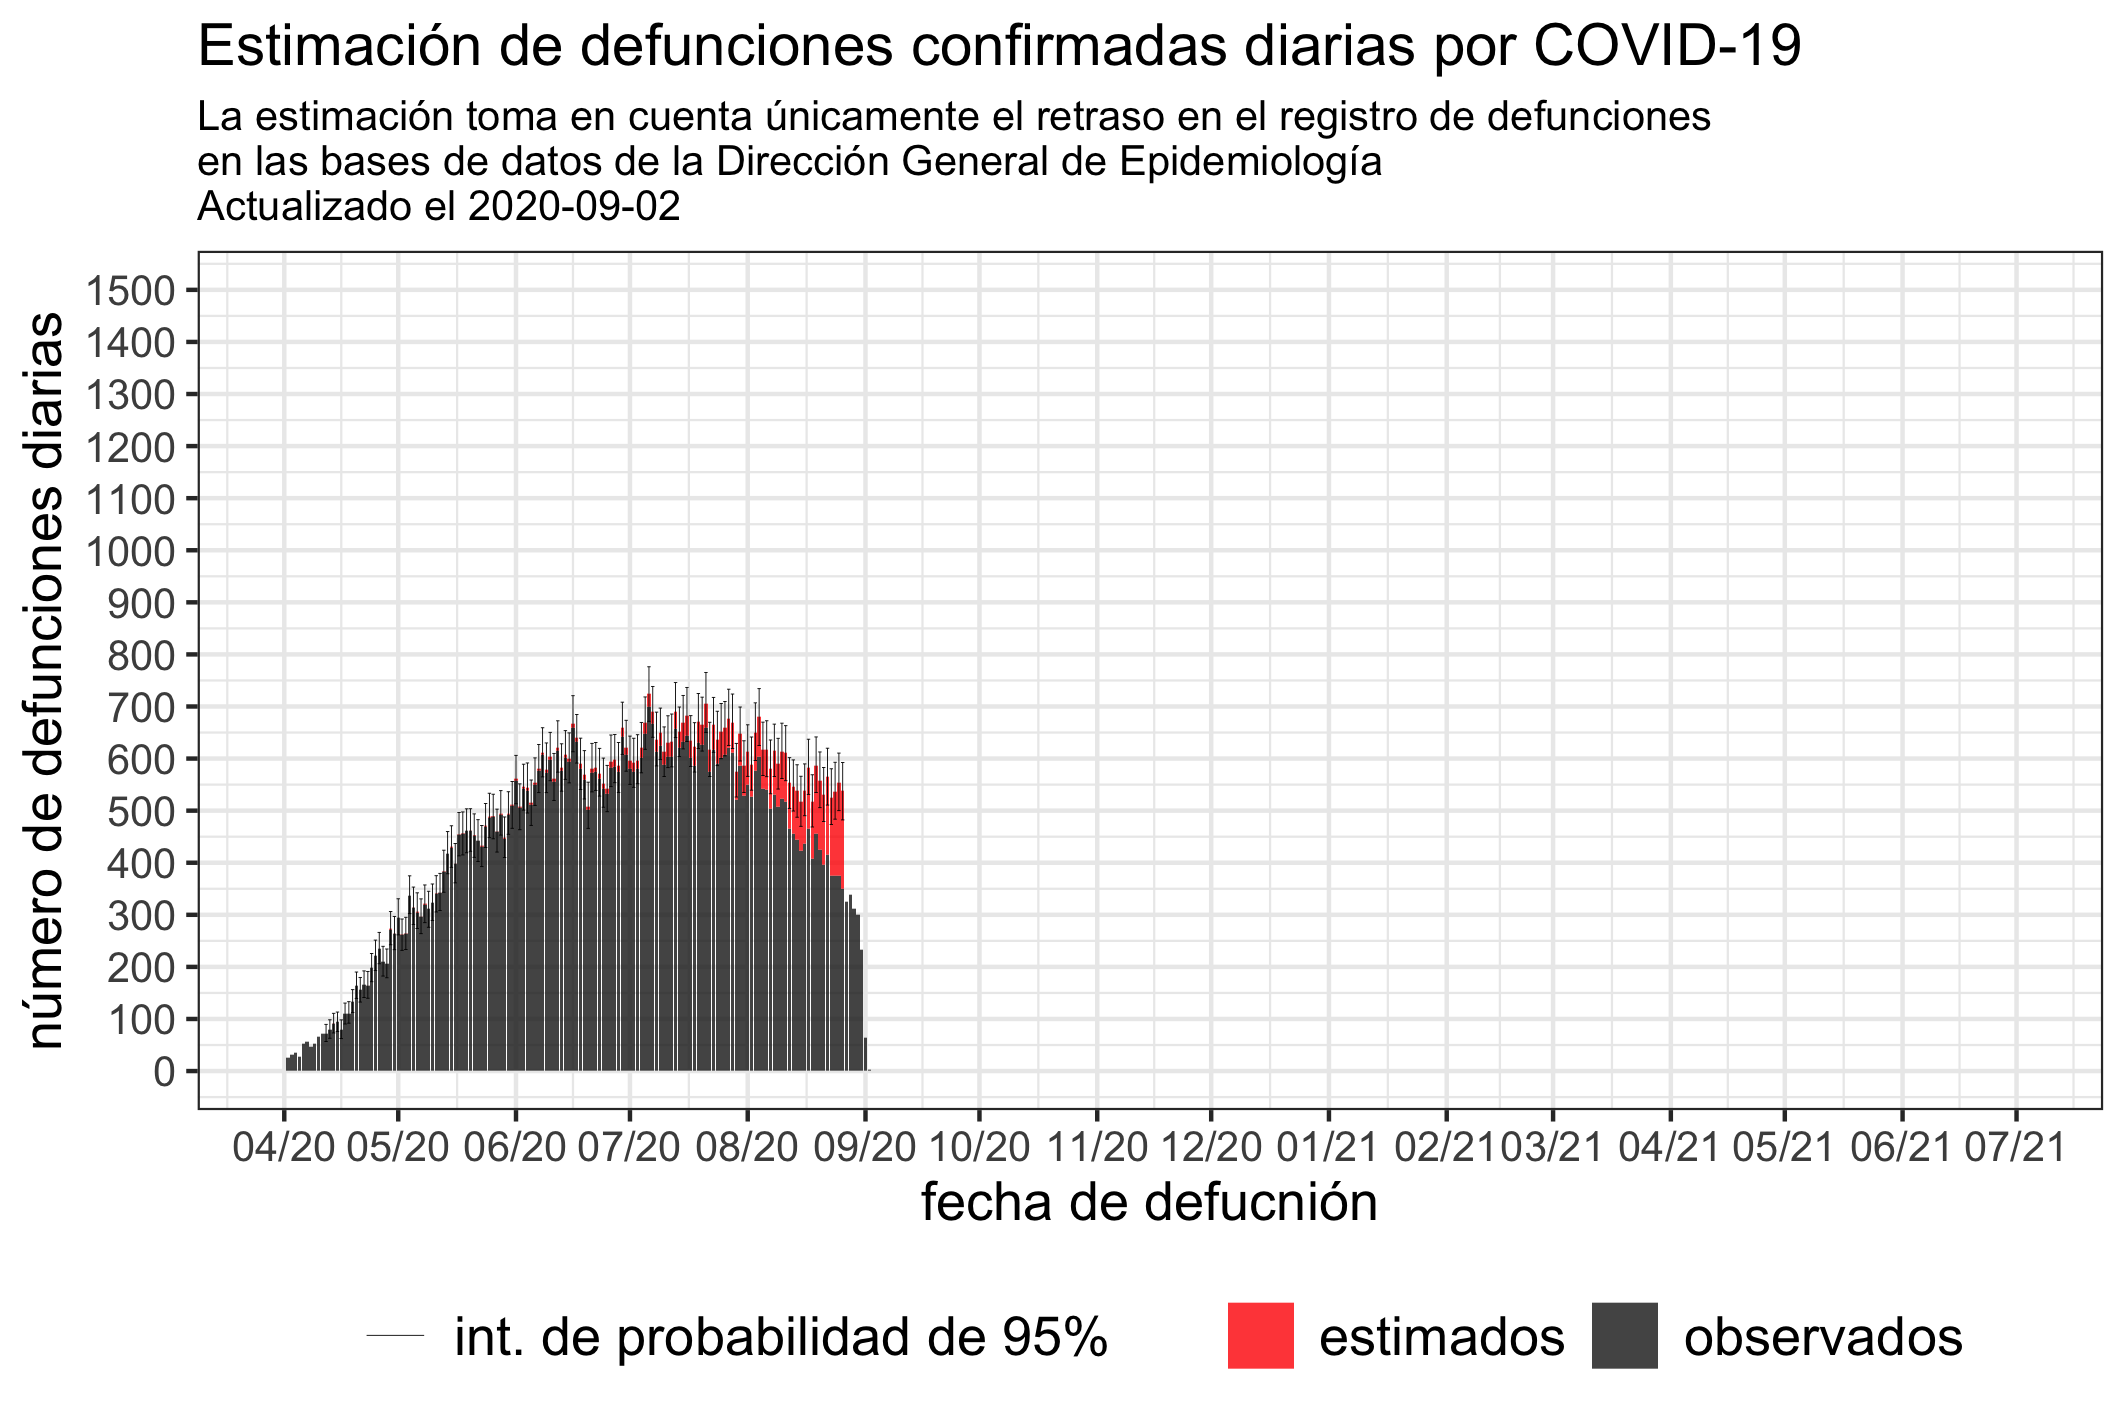 Estimación de defunciones confirmadas diarias por COVID-19
La estimación toma en cuenta únicamente el retraso en el registro de defunciones
en las bases de datos de la Dirección General de Epidemiología
Actualizado el 2020-09-02
número de defunciones diarias
1500
1400
1300
1200
1100
1000
900
800
700
600
500
400
300
200
100
0
04/20 05/20 06/20 07/20 08/20 09/20 10/20 11/20 12/20 01/21 02/21 03/21 04/21 05/21 06/21 07/21
fecha de defucnión
int. de probabilidad de 95% estimados observados